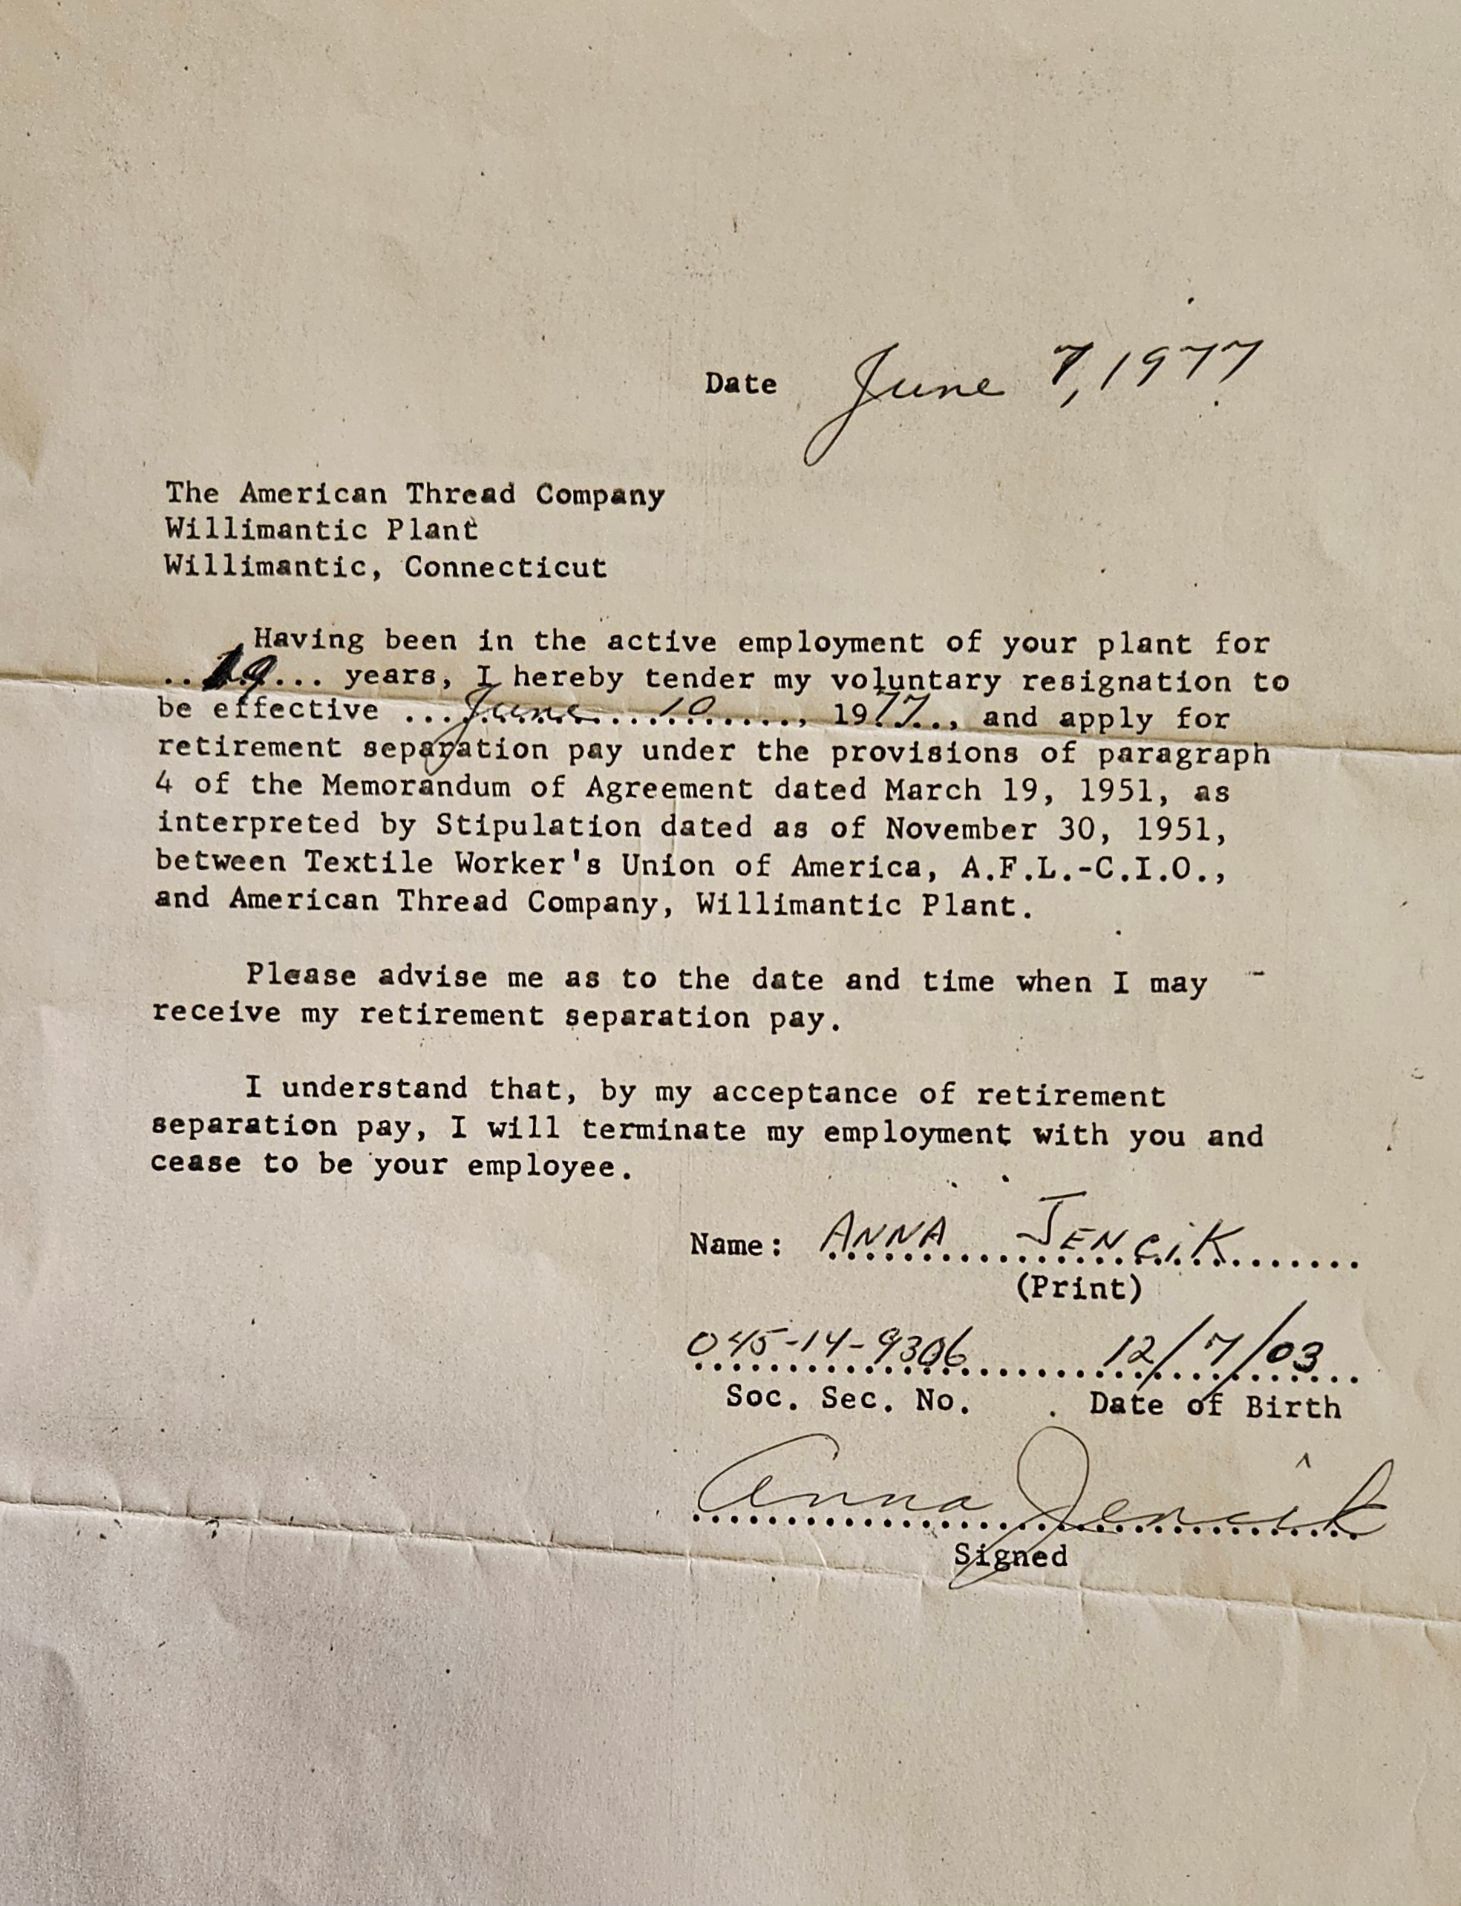 Date June 7, 1977
The American Thread Company
Willimantic Plant
Willimantic, Connecticut
Having been in the active employment of your plant for
..19... years, I hereby tender my voluntary resignation to
be effective ...June 10......, 1977.., and apply for
retirement separation pay under the provisions of paragraph
4 of the Memorandum of Agreement dated March 19, 1951, as
interpreted by Stipulation dated as of November 30, 1951,
between Textile Worker's Union of America, A.F.L.-C.I.O.,
and American Thread Company, Willimantic Plant.
Please advise me as to the date and time when I may
receive my retirement separation pay.
I understand that, by my acceptance of retirement
separation pay, I will terminate my employment with you and
cease to be your employee.
Name: ANNA JENCiK
(Print)
045-14-9306 12/7/03
Soc. Sec. No. Date of Birth
Anna Jencik
Signed